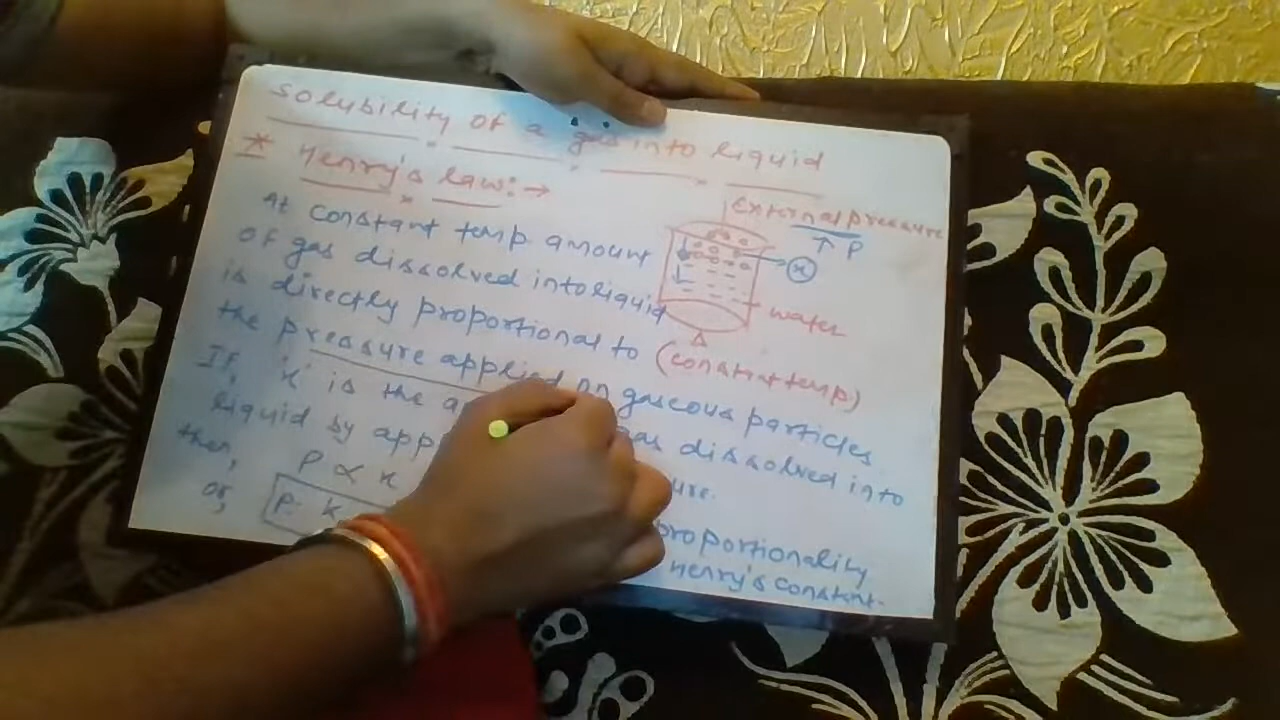 solubility of a gas into liquid
* Henry's law:→
At constant temp amount
of gas dissolved into liquid
is directly proportional to
the pressure applied on gaseous particles
If, 'x' is the gas dissolved into
liquid by ure.
then, P ∝ x
or, P = K proportionality
Henry's constant.
External pressure
↑ P
x
water
(constant temp)